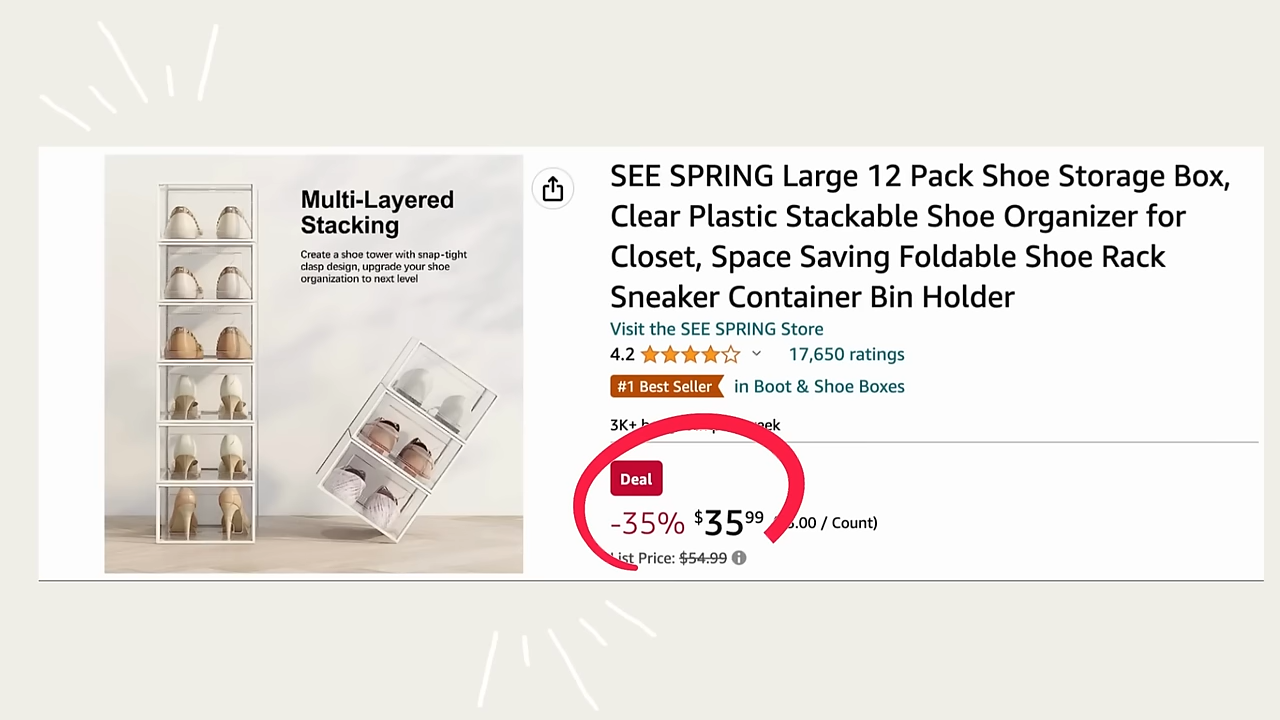 Multi-Layered
Stacking
Create a shoe tower with snap-tight
clasp design, upgrade your shoe
organization to next level
SEE SPRING Large 12 Pack Shoe Storage Box,
Clear Plastic Stackable Shoe Organizer for
Closet, Space Saving Foldable Shoe Rack
Sneaker Container Bin Holder
Visit the SEE SPRING Store
4.2 17,650 ratings
#1 Best Seller in Boot & Shoe Boxes
3K+
Deal
-35% $35 99 / Count)
List Price: $54.99